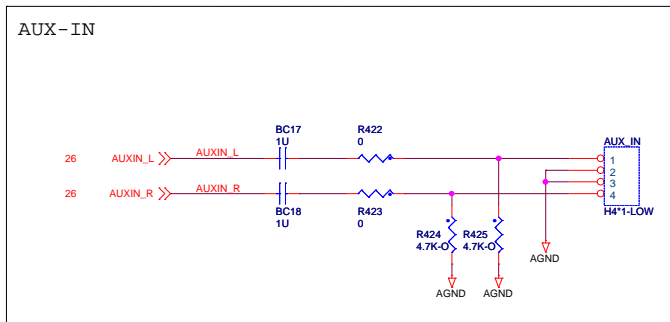 AUX-IN
BC17
1U
R422
0
AUX_IN
26
AUXIN_L
AUXIN_L
1
2
26
AUXIN_R
AUXIN_R
3
4
BC18
1U
R423
0
H4*1-LOW
R424
4.7K-O
R425
4.7K-O
AGND
AGND
AGND